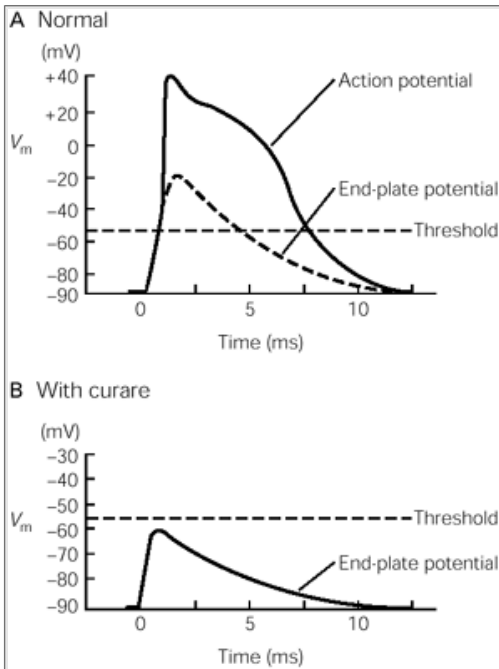 A Normal
(mV)
+40
+20
Vm
0
−20
−40
−60
−80
−90
Action potential
End-plate potential
Threshold
0
5
10
Time (ms)
B With curare
(mV)
−30
−40
−50
Vm
−60
−70
−80
−90
Threshold
End-plate potential
0
5
10
Time (ms)